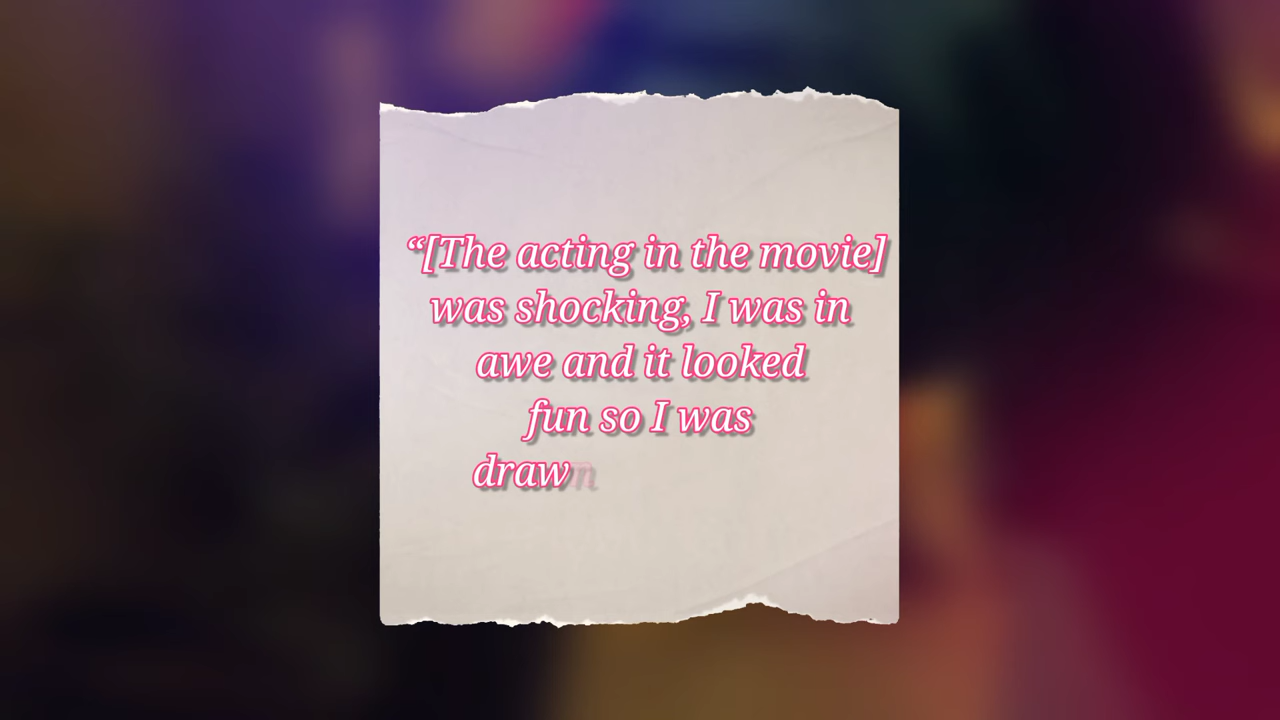 “[The acting in the movie]
was shocking, I was in
awe and it looked
fun so I was
drawn